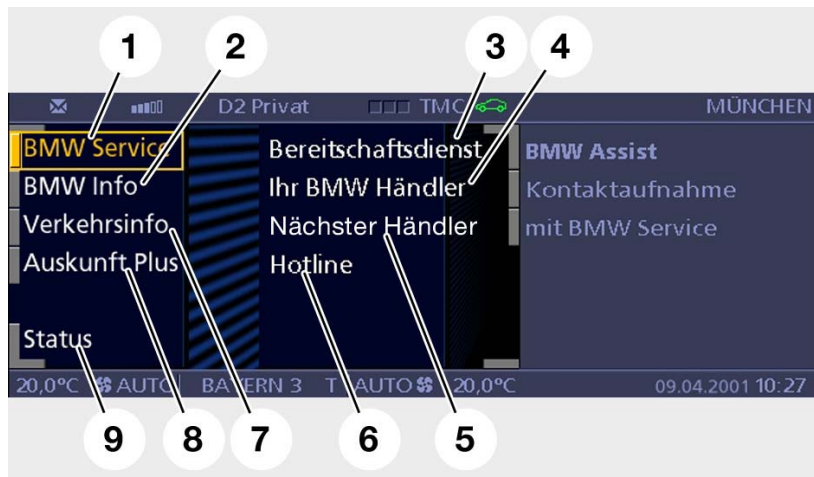 1 2 3 4
D2 Privat TMC MÜNCHEN
BMW Service Bereitschaftsdienst BMW Assist
BMW Info Ihr BMW Händler Kontaktaufnahme
Verkehrsinfo Nächster Händler mit BMW Service
Auskunft Plus Hotline
Status
20,0°C AUTO BAYERN 3 T AUTO 20,0°C 09.04.2001 10:27
9 8 7 6 5